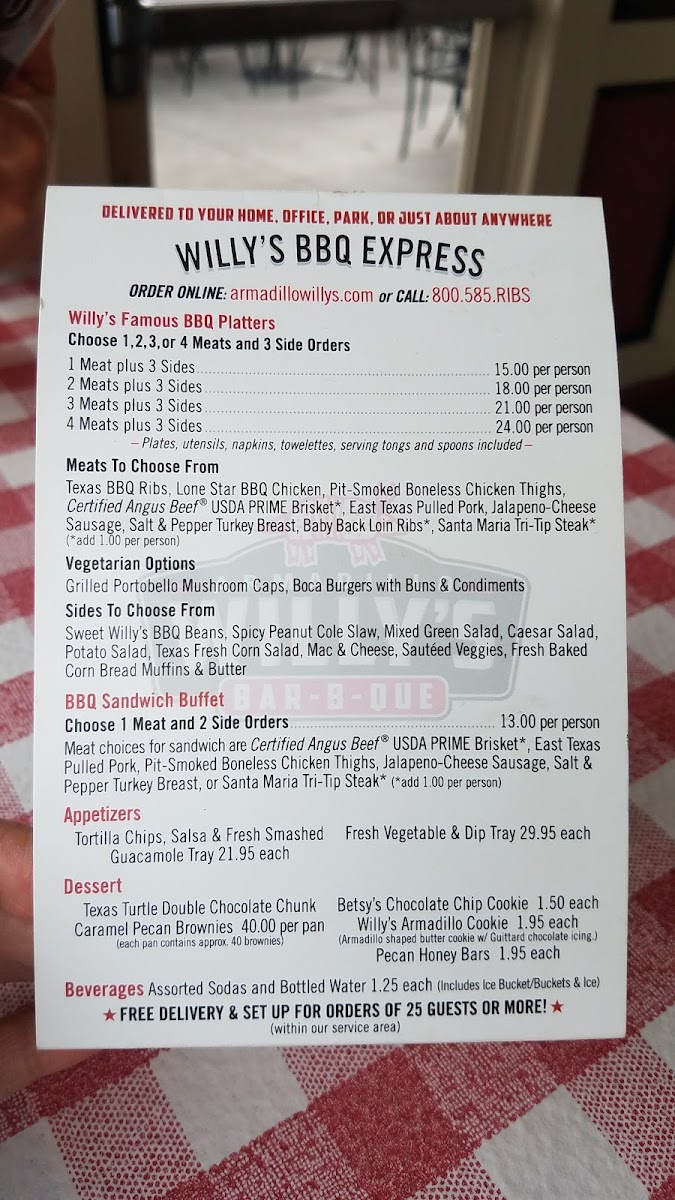 DELIVERED TO YOUR HOME, OFFICE, PARK, OR JUST ABOUT ANYWHERE
WILLY'S BBQ EXPRESS
ORDER ONLINE: armadillowillys.com or CALL: 800.585.RIBS
Willy's Famous BBQ Platters
Choose 1,2,3,or 4 Meats and 3 Side Orders
1 Meat plus 3 Sides 15.00 per person
2 Meats plus 3 Sides 18.00 per person
3 Meats plus 3 Sides 21.00 per person
4 Meats plus 3 Sides 24.00 per person
– Plates, utensils, napkins, towelettes, serving tongs and spoons included –
Meats To Choose From
Texas BBQ Ribs, Lone Star BBQ Chicken, Pit-Smoked Boneless Chicken Thighs,
Certified Angus Beef® USDA PRIME Brisket*, East Texas Pulled Pork, Jalapeno-Cheese
Sausage, Salt & Pepper Turkey Breast, Baby Back Loin Ribs*, Santa Maria Tri-Tip Steak*
(*add 1.00 per person)
Vegetarian Options
Grilled Portobello Mushroom Caps, Boca Burgers with Buns & Condiments
Sides To Choose From
Sweet Willy's BBQ Beans, Spicy Peanut Cole Slaw, Mixed Green Salad, Caesar Salad,
Potato Salad, Texas Fresh Corn Salad, Mac & Cheese, Sautéed Veggies, Fresh Baked
Corn Bread Muffins & Butter
WILLY'S
BAR-B-QUE
BBQ Sandwich Buffet
Choose 1 Meat and 2 Side Orders 13.00 per person
Meat choices for sandwich are Certified Angus Beef® USDA PRIME Brisket*, East Texas
Pulled Pork, Pit-Smoked Boneless Chicken Thighs, Jalapeno-Cheese Sausage, Salt &
Pepper Turkey Breast, or Santa Maria Tri-Tip Steak* (*add 1.00 per person)
Appetizers
Tortilla Chips, Salsa & Fresh Smashed
Guacamole Tray 21.95 each
Fresh Vegetable & Dip Tray 29.95 each
Dessert
Texas Turtle Double Chocolate Chunk
Caramel Pecan Brownies 40.00 per pan
(each pan contains approx. 40 brownies)
Betsy's Chocolate Chip Cookie 1.50 each
Willy's Armadillo Cookie 1.95 each
(Armadillo shaped butter cookie w/ Guittard chocolate icing.)
Pecan Honey Bars 1.95 each
Beverages Assorted Sodas and Bottled Water 1.25 each (Includes Ice Bucket/Buckets & Ice)
★ FREE DELIVERY & SET UP FOR ORDERS OF 25 GUESTS OR MORE! ★
(within our service area)